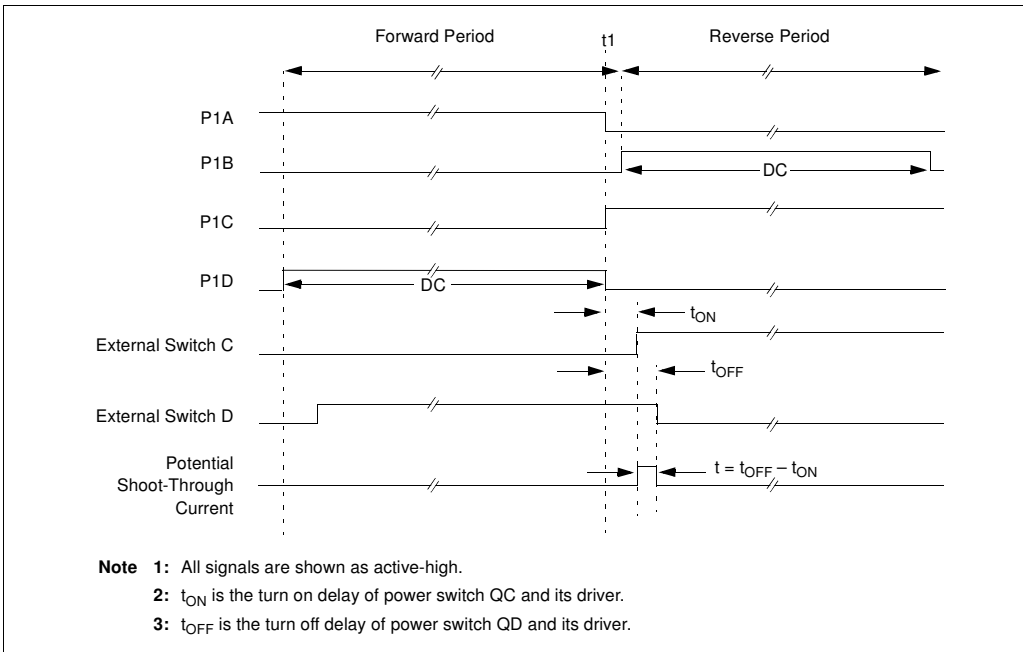 Forward Period
t1
Reverse Period
P1A
P1B
DC
P1C
P1D
DC
tON
External Switch C
tOFF
External Switch D
Potential
Shoot-Through
Current
t = tOFF – tON
Note 1: All signals are shown as active-high.
2: tON is the turn on delay of power switch QC and its driver.
3: tOFF is the turn off delay of power switch QD and its driver.